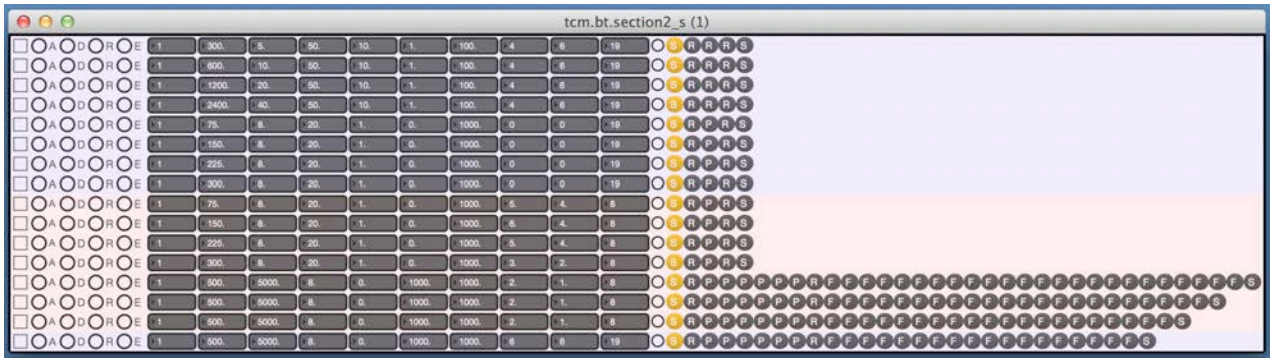 tcm.bt.section2_s (1)
A D R E 1 300. 5. 50. 10. 1. 100. 4 6 19 S R R R S
A D R E 1 600. 10. 50. 10. 1. 100. 4 6 19 S R R R S
A D R E 1 1200. 20. 50. 10. 1. 100. 4 6 19 S R R R S
A D R E 1 2400. 40. 50. 10. 1. 100. 4 6 19 S R R R S
A D R E 1 75. 8. 20. 1. 0. 1000. 0 0 19 S R P R S
A D R E 1 150. 8. 20. 1. 0. 1000. 0 0 19 S R P R S
A D R E 1 225. 8. 20. 1. 0. 1000. 0 0 19 S R P R S
A D R E 1 300. 8. 20. 1. 0. 1000. 0 0 19 S R P R S
A D R E 1 75. 8. 20. 1. 0. 1000. 5. 4. 8 S R P R S
A D R E 1 150. 8. 20. 1. 0. 1000. 6. 4. 8 S R P R S
A D R E 1 225. 8. 20. 1. 0. 1000. 5. 4. 8 S R P R S
A D R E 1 300. 8. 20. 1. 0. 1000. 3. 2. 8 S R P R S
A D R E 1 500. 5000. 8. 0. 1000. 1000. 2. 1. 8 S R P P P P P P R F F F F F F F F F F F F F F F F F F F F F F F F F S
A D R E 1 500. 5000. 8. 0. 1000. 1000. 2. 1. 8 S R P P P P P P R F F F F F F F F F F F F F F F F F F F F F F F S
A D R E 1 500. 5000. 8. 0. 1000. 1000. 2. 1. 8 S R P P P P P P R F F F F F F F F F F F F F F F F F F F F F S
A D R E 1 500. 5000. 8. 0. 1000. 1000. 6 6 19 S R P P P P P P R F F F F F F F F F F F F F F F F F F F S